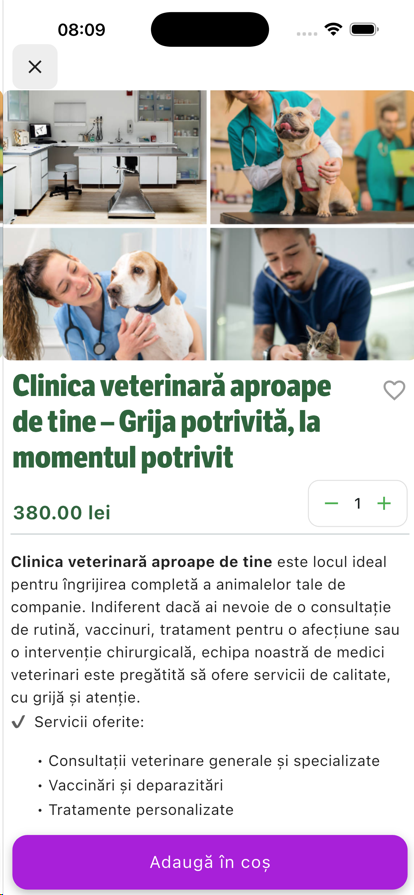 08:09
Clinica veterinară aproape
de tine – Grija potrivită, la
momentul potrivit
380.00 lei
1
Clinica veterinară aproape de tine este locul ideal
pentru îngrijirea completă a animalelor tale de
companie. Indiferent dacă ai nevoie de o consultație
de rutină, vaccinuri, tratament pentru o afecțiune sau
o intervenție chirurgicală, echipa noastră de medici
veterinari este pregătită să ofere servicii de calitate,
cu grijă și atenție.
✓ Servicii oferite:
• Consultații veterinare generale și specializate
• Vaccinări și deparazitări
• Tratamente personalizate
Adaugă în coș